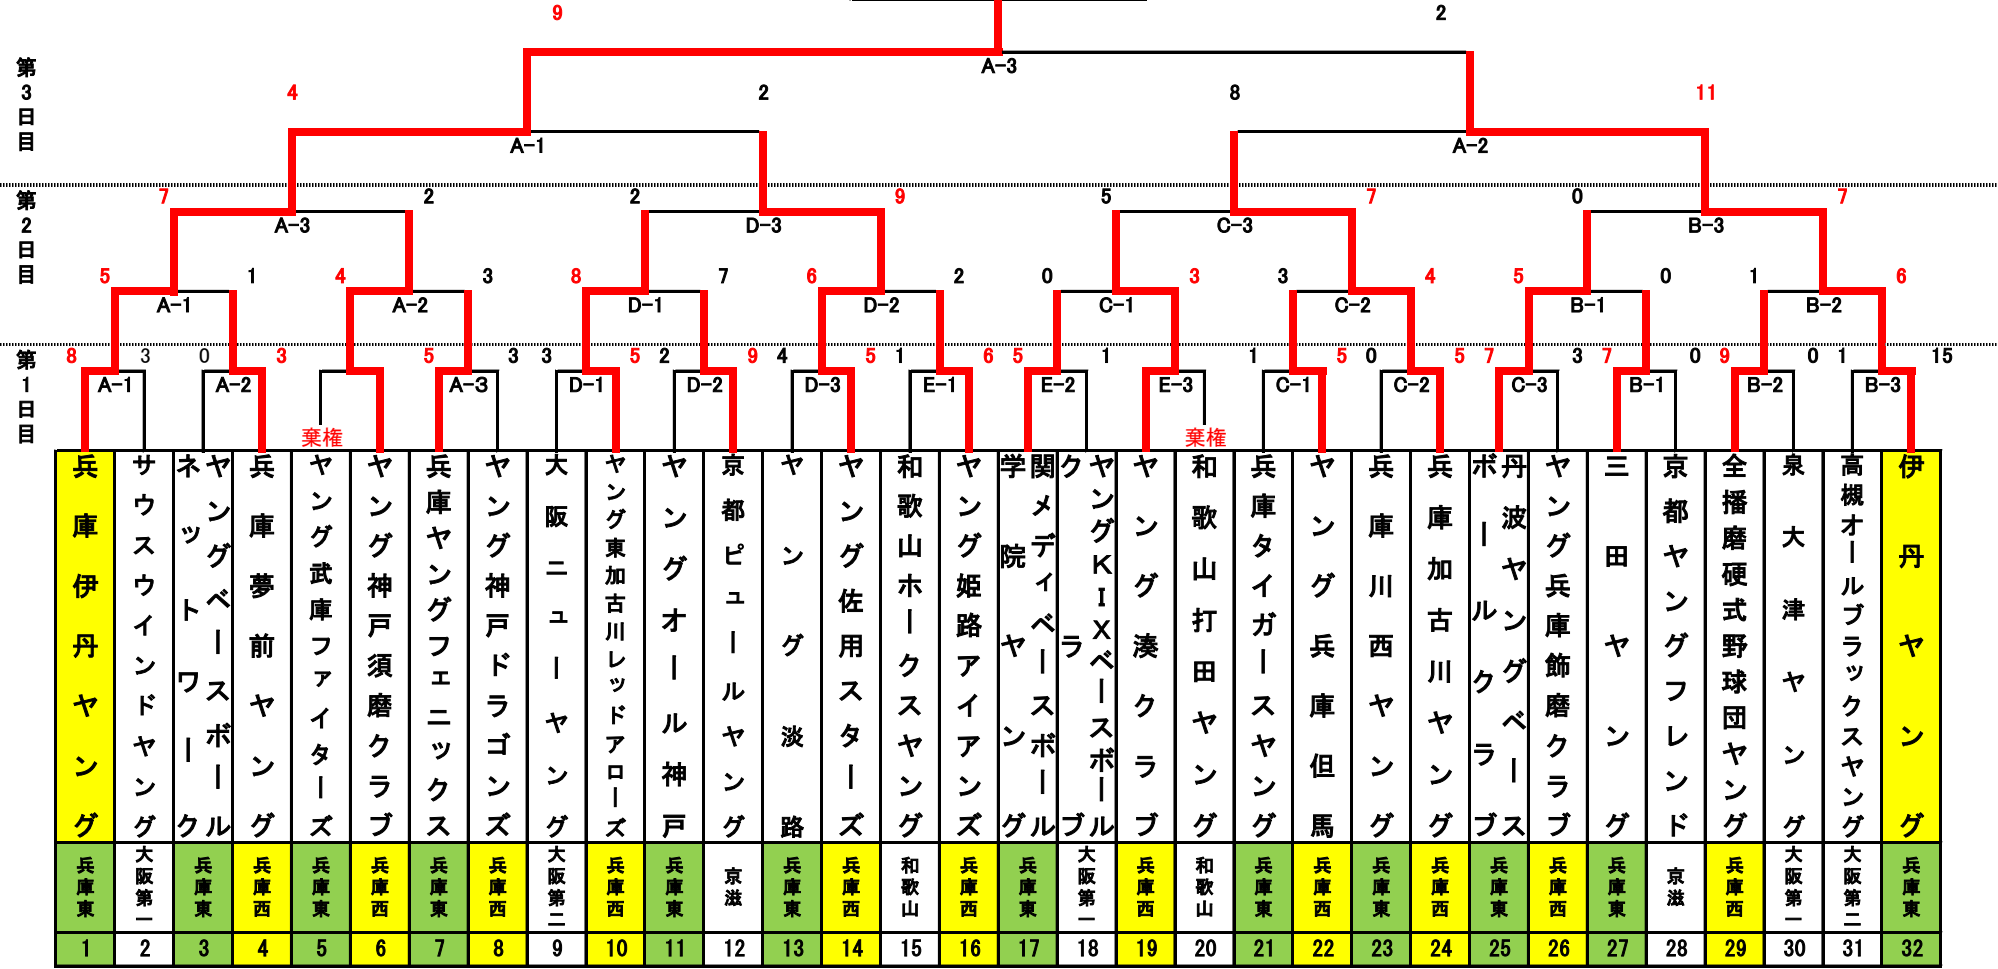 9 2
A-3
第3日目
4 2 8 11
A-1 A-2
第2日目
7 2 2 9 5 7 0 7
A-3 D-3 C-3 B-3
5 1 4 3 8 7 6 2 0 3 3 4 5 0 1 6
A-1 A-2 D-1 D-2 C-1 C-2 B-1 B-2
第1日目
8 3 0 3 5 3 3 5 2 9 4 5 1 6 5 1 1 5 0 5 7 3 7 0 9 0 1 15
A-1 A-2 A-3 D-1 D-2 D-3 E-1 E-2 E-3 C-1 C-2 C-3 B-1 B-2 B-3
棄権 棄権
兵庫伊丹ヤング
サウスウインドヤング
ヤングベースボール
ネットワーク
兵庫夢前ヤング
ヤング武庫ファイターズ
ヤング神戸須磨クラブ
兵庫ヤングフェニックス
ヤング神戸ドラゴンズ
大阪ニューヤング
ヤング東加古川レッドアローズ
ヤングオール神戸
京都ピュールヤング
ヤング淡路
ヤング佐用スターズ
和歌山ホークスヤング
ヤング姫路アイアンズ
関メディベースボール
学院ヤング
ヤングKIXベースボール
クラブ
ヤング湊クラブ
和歌山打田ヤング
兵庫タイガースヤング
ヤング兵庫但馬
兵庫川西ヤング
兵庫加古川ヤング
丹波ヤングベース
ボールクラブ
ヤング兵庫飾磨クラブ
三田ヤング
京都ヤングフレンド
全播磨硬式野球団ヤング
泉大津ヤング
高槻オールブラックスヤング
伊丹ヤング
兵庫東 大阪第一 兵庫東 兵庫西 兵庫東 兵庫西 兵庫東 兵庫西 大阪第二 兵庫西 兵庫東 京滋 兵庫東 兵庫西 和歌山 兵庫西 兵庫東 大阪第一 兵庫西 和歌山 兵庫東 兵庫西 兵庫東 兵庫西 兵庫東 兵庫西 兵庫東 京滋 兵庫西 大阪第一 大阪第二 兵庫東
1 2 3 4 5 6 7 8 9 10 11 12 13 14 15 16 17 18 19 20 21 22 23 24 25 26 27 28 29 30 31 32